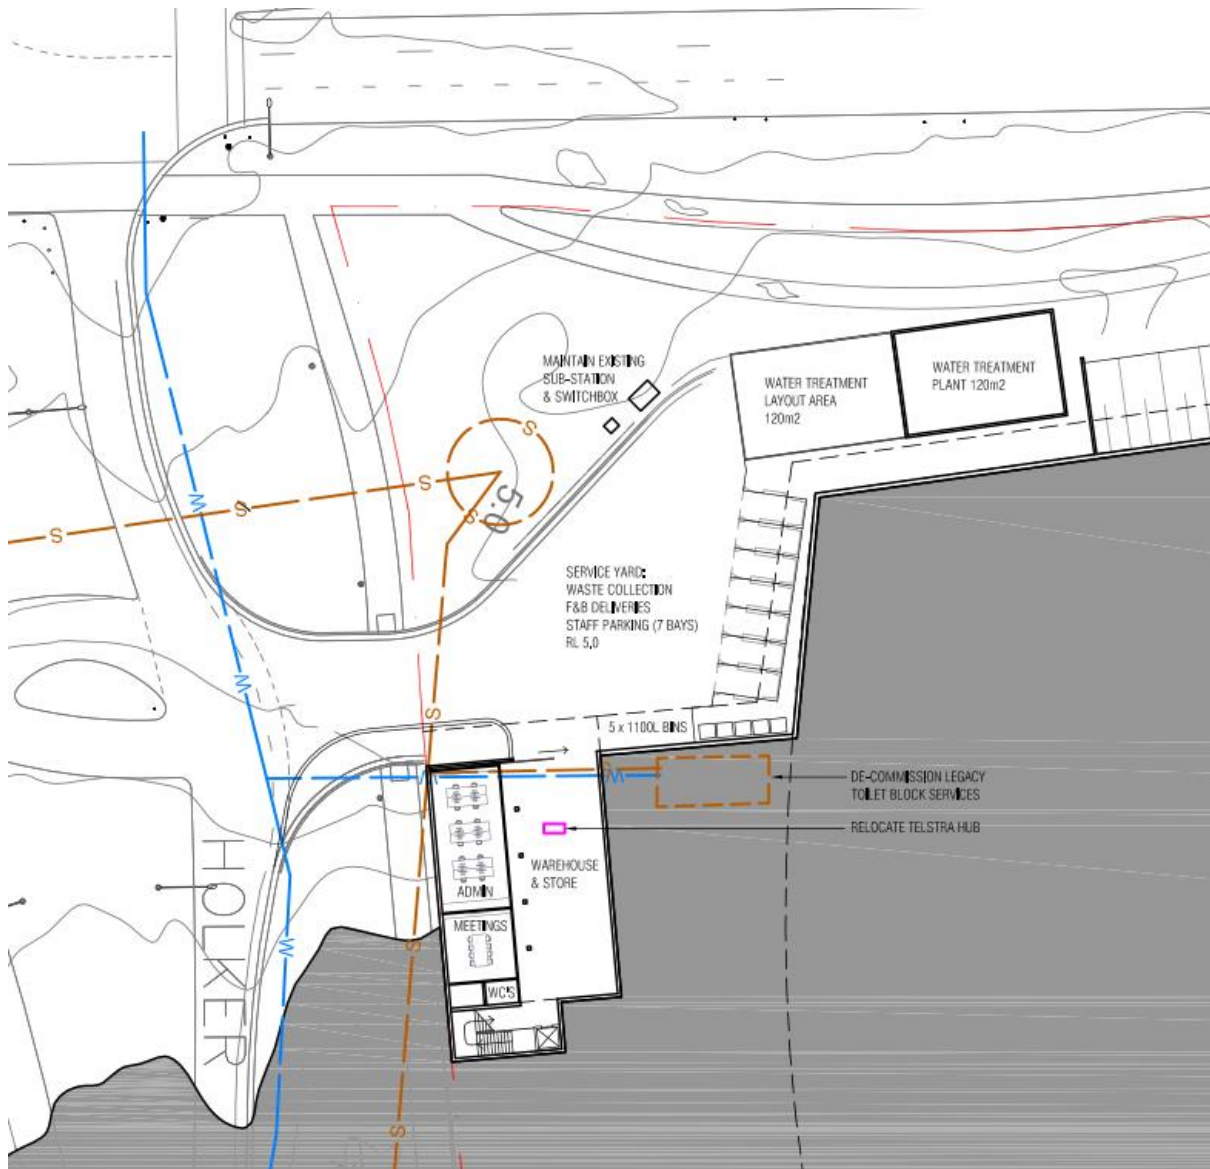 MAINTAIN EXISTING
SUB-STATION
& SWITCHBOX
WATER TREATMENT
LAYOUT AREA
120m2
WATER TREATMENT
PLANT 120m2
S
S
S
S
S
W
5.0
SERVICE YARD:
WASTE COLLECTION
F&B DELIVERIES
STAFF PARKING (7 BAYS)
RL 5.0
W
S
5 x 1100L BINS
W
S
W
DE-COMMISSION LEGACY
TOILET BLOCK SERVICES
RELOCATE TELSTRA HUB
WAREHOUSE
& STORE
ADMIN
MEETINGS
WC'S
HOLKER
W
S
S